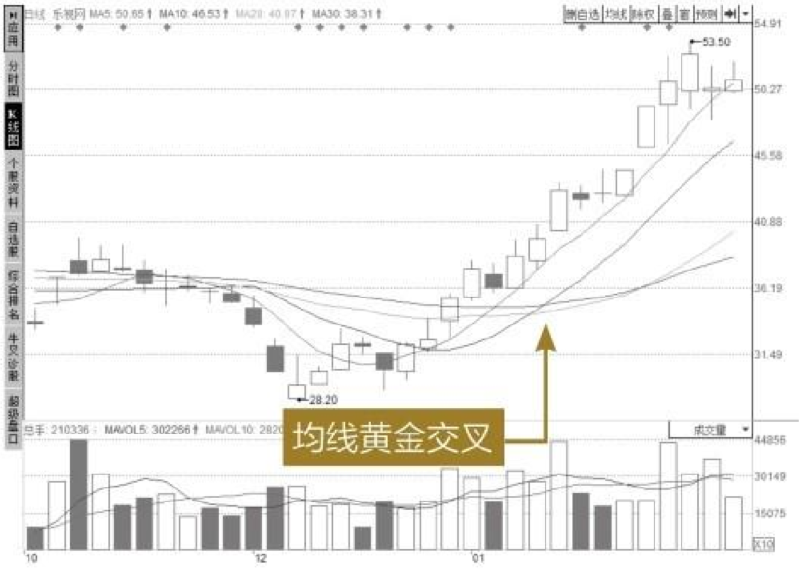 日线 乐视网 MA5: 50.65↑ MA10: 46.53↑ MA20: 40.07↑ MA30: 38.31↑
删自选 均线 除权 叠 窗 预测
应用
分时图
K线图
个股资料
自选股
综合排名
牛叉诊股
超级盘口
54.91
50.27
45.58
40.88
36.19
31.49
53.50
28.20
均线黄金交叉
总手: 210336 MAVOL5: 302266↑ MAVOL10: 2820
成交量
44856
30149
15075
X10
10
12
01